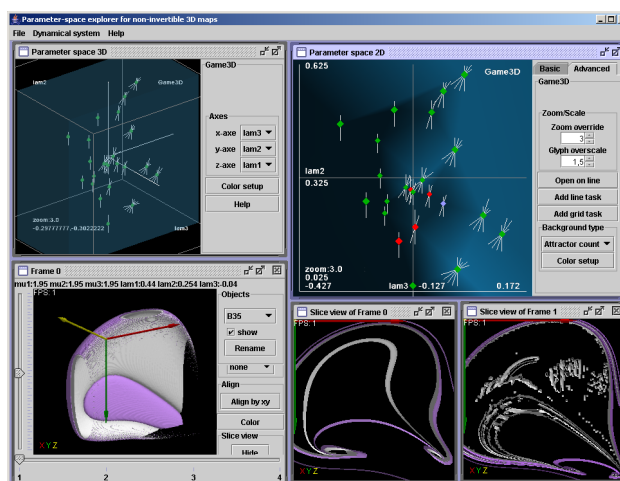 Parameter-space explorer for non-invertible 3D maps
File Dynamical system Help
Parameter space 3D
lam2
Game3D
lam3
zoom:3.0
-0.29777777,-0.3022222
Game3D
Axes
x-axe lam3
y-axe lam2
z-axe lam1
Color setup
Help
Parameter space 2D
0.625
Game3D
lam2
0.325
zoom:3.0
0.025
-0.427
lam3
-0.127
0.172
Basic Advanced
Game3D
Zoom/Scale
Zoom override
3
Glyph overscale
1,5
Open on line
Add line task
Add grid task
Background type
Attractor count
Color setup
Frame 0
mu1:1.95 mu2:1.95 mu3:1.95 lam1:0.44 lam2:0.254 lam3:-0.04
FPS: 1
X Y Z
Objects
B35
show
Rename
none
Align
Align by xy
Color
Slice view
Hide
1 2 3 4
Slice view of Frame 0
FPS: 1
X Y Z
Slice view of Frame 1
FPS: 1
X Y Z